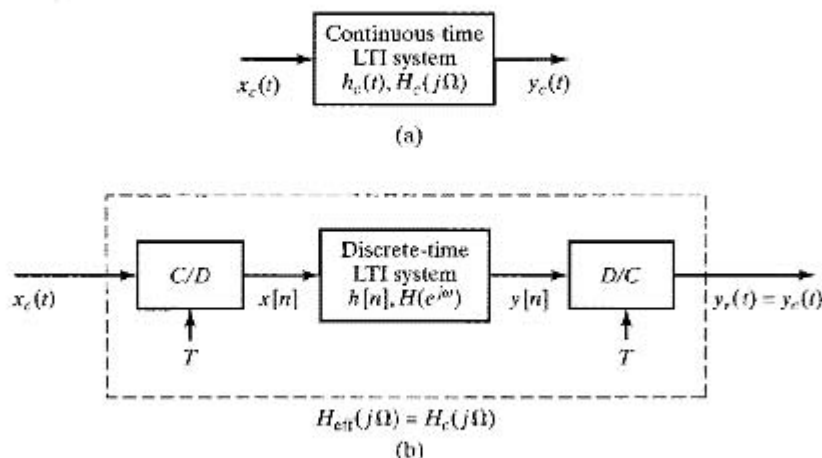 Continuous-time
LTI system
h_c(t), H_c(jΩ)
x_c(t)
y_c(t)
(a)
C/D
Discrete-time
LTI system
h[n], H(e^{jω})
D/C
x_c(t)
x[n]
y[n]
y_r(t) = y_c(t)
T
T
H_eff(jΩ) = H_c(jΩ)
(b)